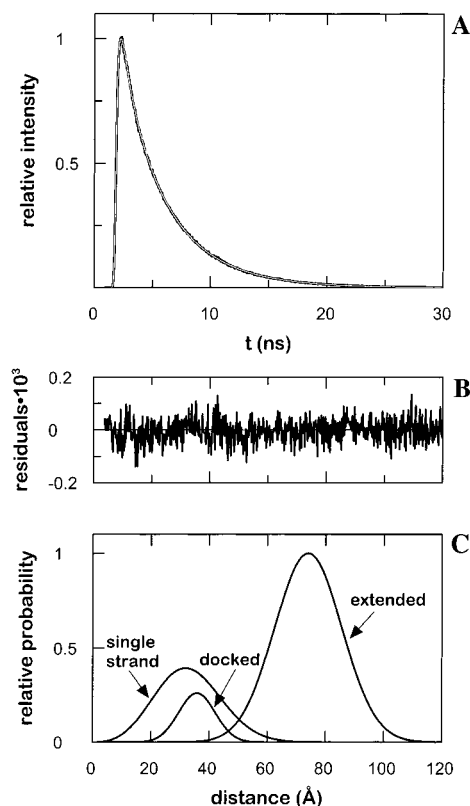 A
relative intensity
1
0.5
0 10 20 30
t (ns)
B
residuals•10³
0.2
0
-0.2
C
relative probability
1
0.5
0
single
strand
docked
extended
0 20 40 60 80 100 120
distance (Å)